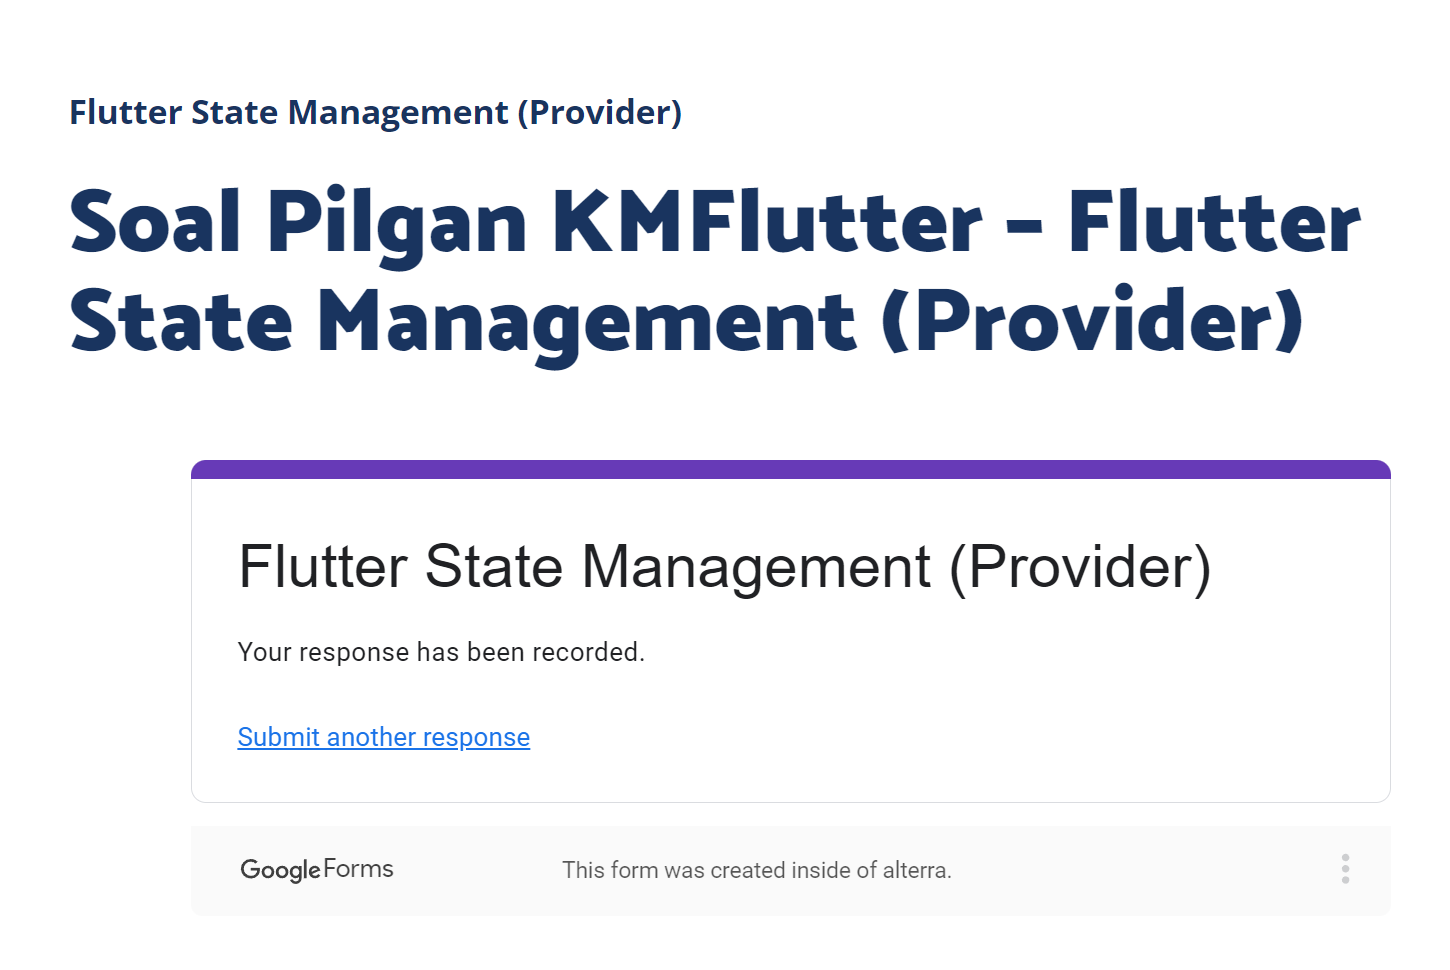 Flutter State Management (Provider)
Soal Pilgan KMFlutter – Flutter
State Management (Provider)
Flutter State Management (Provider)
Your response has been recorded.
Submit another response
Google Forms
This form was created inside of alterra.